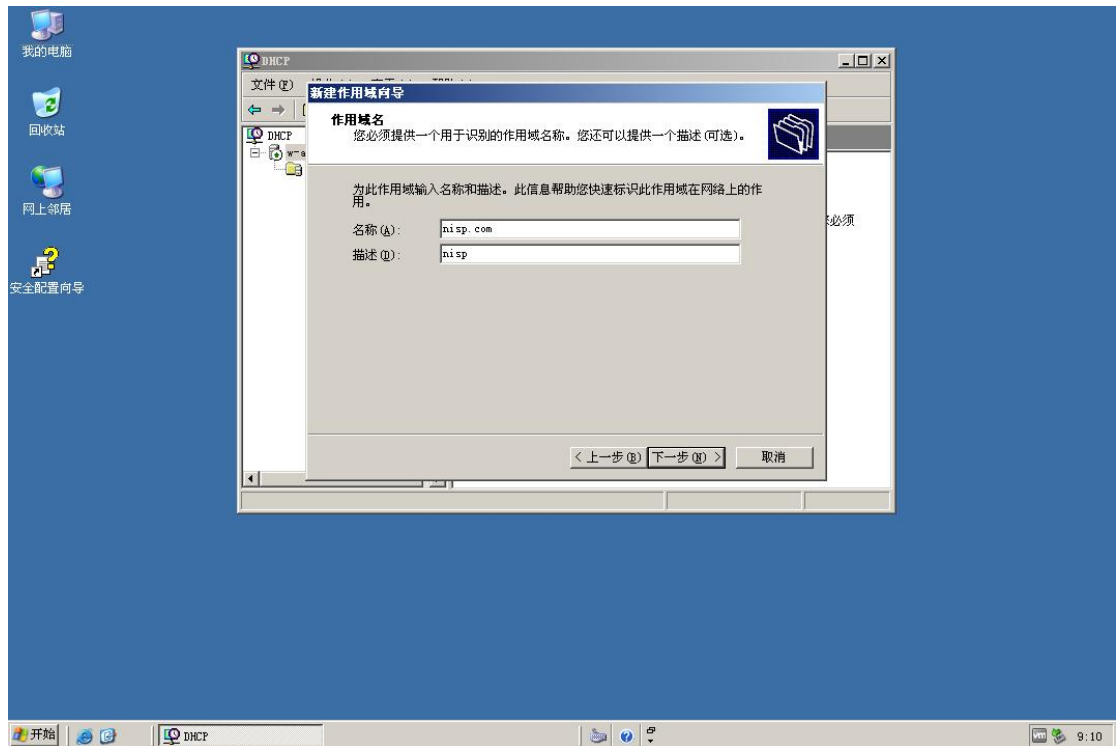 我的电脑
回收站
网上邻居
安全配置向导
DHCP
文件(F)
新建作用域向导
作用域名
您必须提供一个用于识别的作用域名称。您还可以提供一个描述(可选)。
DHCP
为此作用域输入名称和描述。此信息帮助您快速标识此作用域在网络上的作
用。
必须
名称(A):
nisp.com
描述(D):
nisp
< 上一步(B)
下一步(N) >
取消
开始
DHCP
9:10